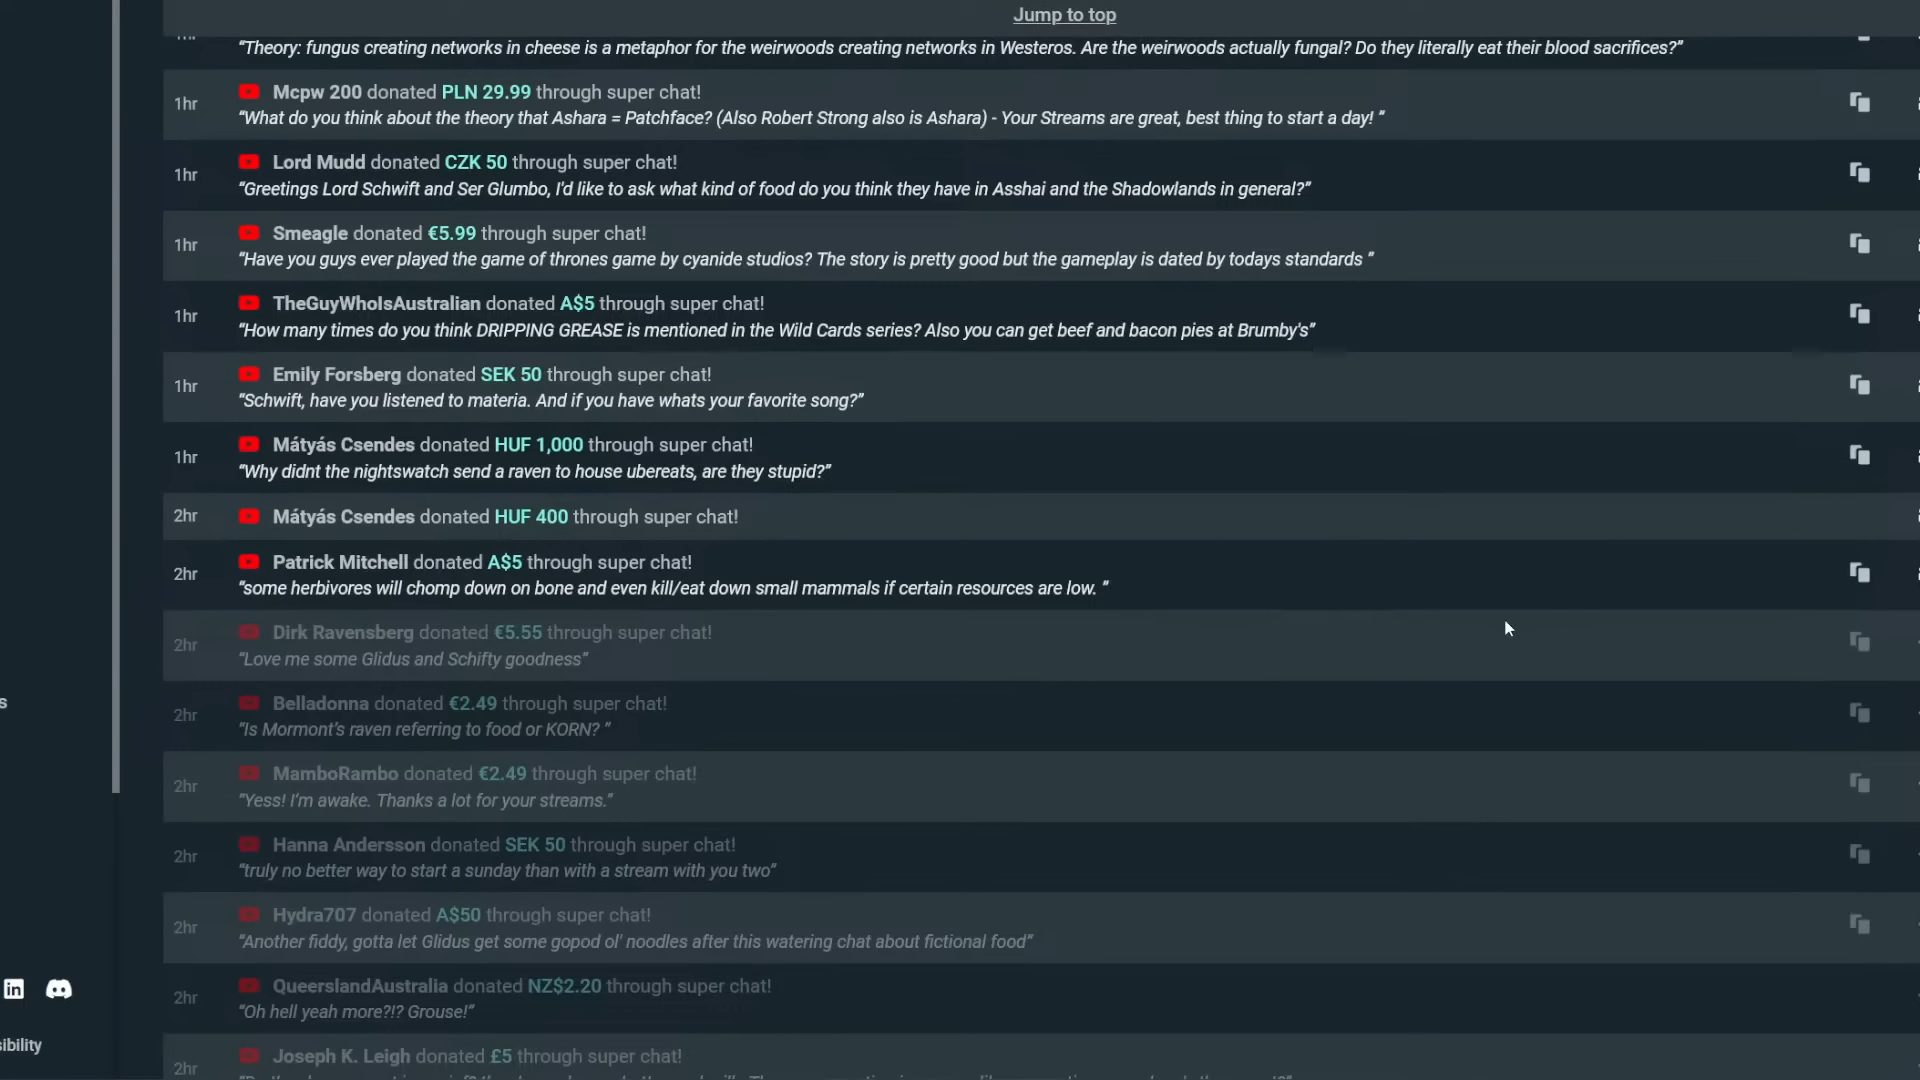 Jump to top
"Theory: fungus creating networks in cheese is a metaphor for the weirwoods creating networks in Westeros. Are the weirwoods actually fungal? Do they literally eat their blood sacrifices?"
1hr
Mcpw 200 donated PLN 29.99 through super chat!
"What do you think about the theory that Ashara = Patchface? (Also Robert Strong also is Ashara) - Your Streams are great, best thing to start a day! "
1hr
Lord Mudd donated CZK 50 through super chat!
"Greetings Lord Schwift and Ser Glumbo, I'd like to ask what kind of food do you think they have in Asshai and the Shadowlands in general?"
1hr
Smeagle donated €5.99 through super chat!
"Have you guys ever played the game of thrones game by cyanide studios? The story is pretty good but the gameplay is dated by todays standards "
1hr
TheGuyWhoIsAustralian donated A$5 through super chat!
"How many times do you think DRIPPING GREASE is mentioned in the Wild Cards series? Also you can get beef and bacon pies at Brumby's"
1hr
Emily Forsberg donated SEK 50 through super chat!
"Schwift, have you listened to materia. And if you have whats your favorite song?"
1hr
Mátyás Csendes donated HUF 1,000 through super chat!
"Why didnt the nightswatch send a raven to house ubereats, are they stupid?"
2hr
Mátyás Csendes donated HUF 400 through super chat!
2hr
Patrick Mitchell donated A$5 through super chat!
"some herbivores will chomp down on bone and even kill/eat down small mammals if certain resources are low. "
2hr
Dirk Ravensberg donated €5.55 through super chat!
"Love me some Glidus and Schifty goodness"
2hr
Belladonna donated €2.49 through super chat!
"Is Mormont's raven referring to food or KORN? "
2hr
MamboRambo donated €2.49 through super chat!
"Yess! I'm awake. Thanks a lot for your streams."
2hr
Hanna Andersson donated SEK 50 through super chat!
"truly no better way to start a sunday than with a stream with you two"
2hr
Hydra707 donated A$50 through super chat!
"Another fiddy, gotta let Glidus get some gopod ol' noodles after this watering chat about fictional food"
2hr
QueerslandAustralia donated NZ$2.20 through super chat!
"Oh hell yeah more?!? Grouse!"
2hr
Joseph K. Leigh donated £5 through super chat!
s
in
sibility